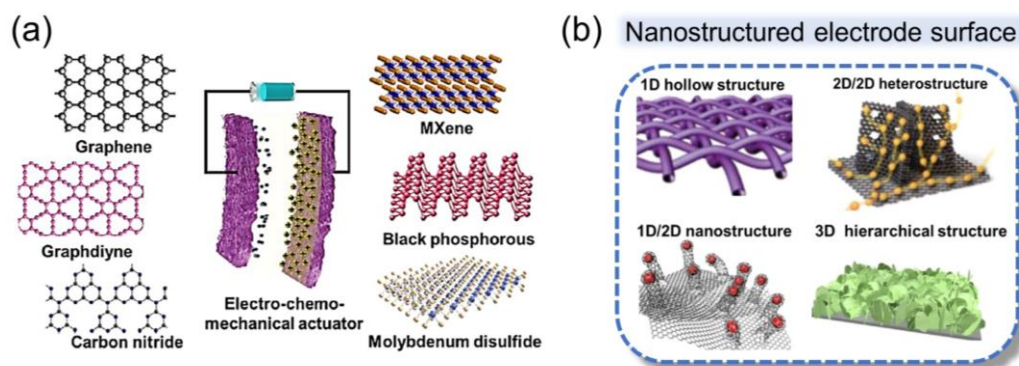 (a)
Graphene
Graphdiyne
Carbon nitride
Electro-chemo-
mechanical actuator
MXene
Black phosphorous
Molybdenum disulfide
(b)
Nanostructured electrode surface
1D hollow structure
2D/2D heterostructure
1D/2D nanostructure
3D hierarchical structure